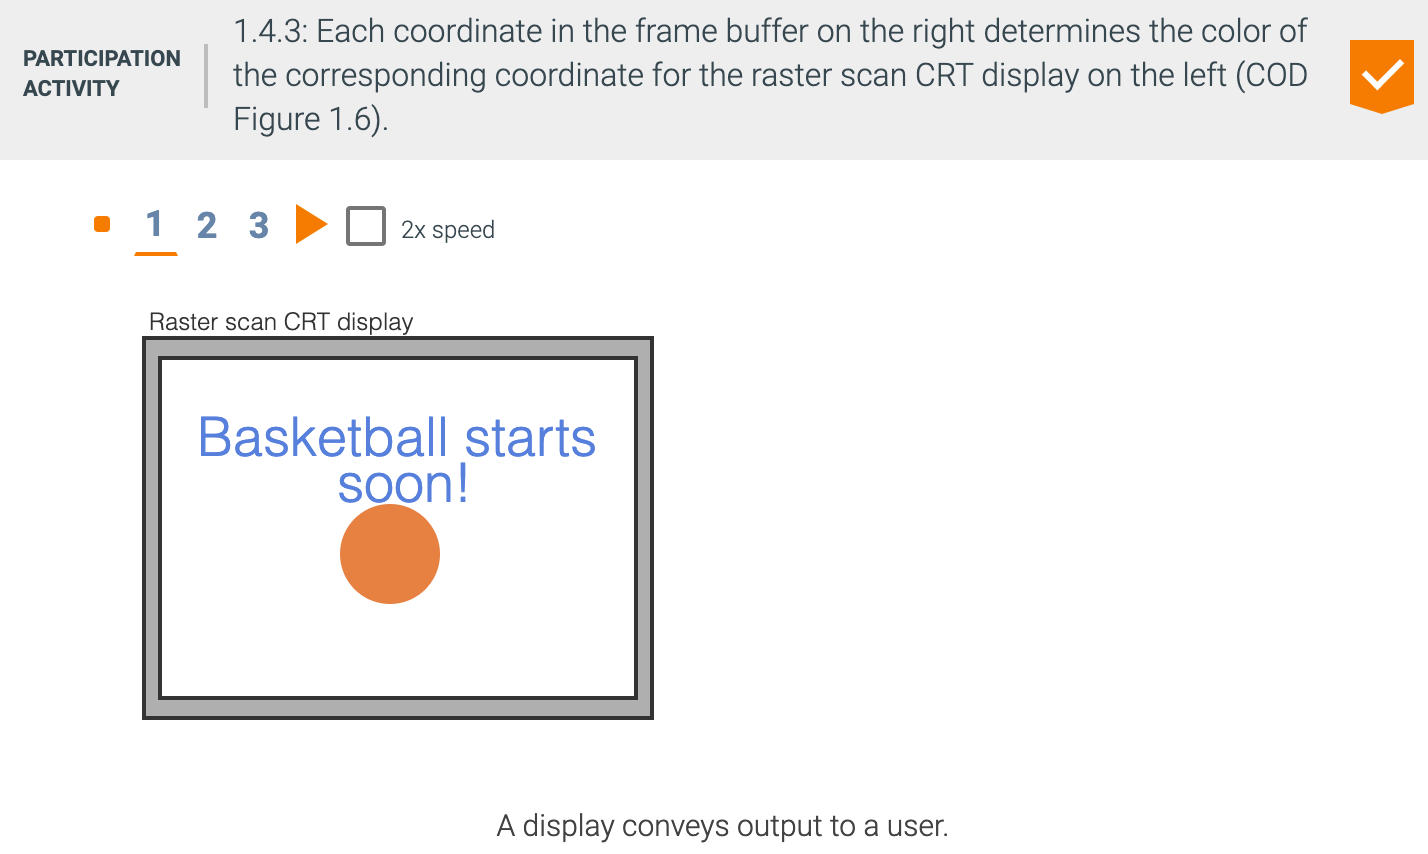 PARTICIPATION
ACTIVITY
1.4.3: Each coordinate in the frame buffer on the right determines the color of
the corresponding coordinate for the raster scan CRT display on the left (COD
Figure 1.6).
1 2 3 2x speed
Raster scan CRT display
Basketball starts
soon!
A display conveys output to a user.